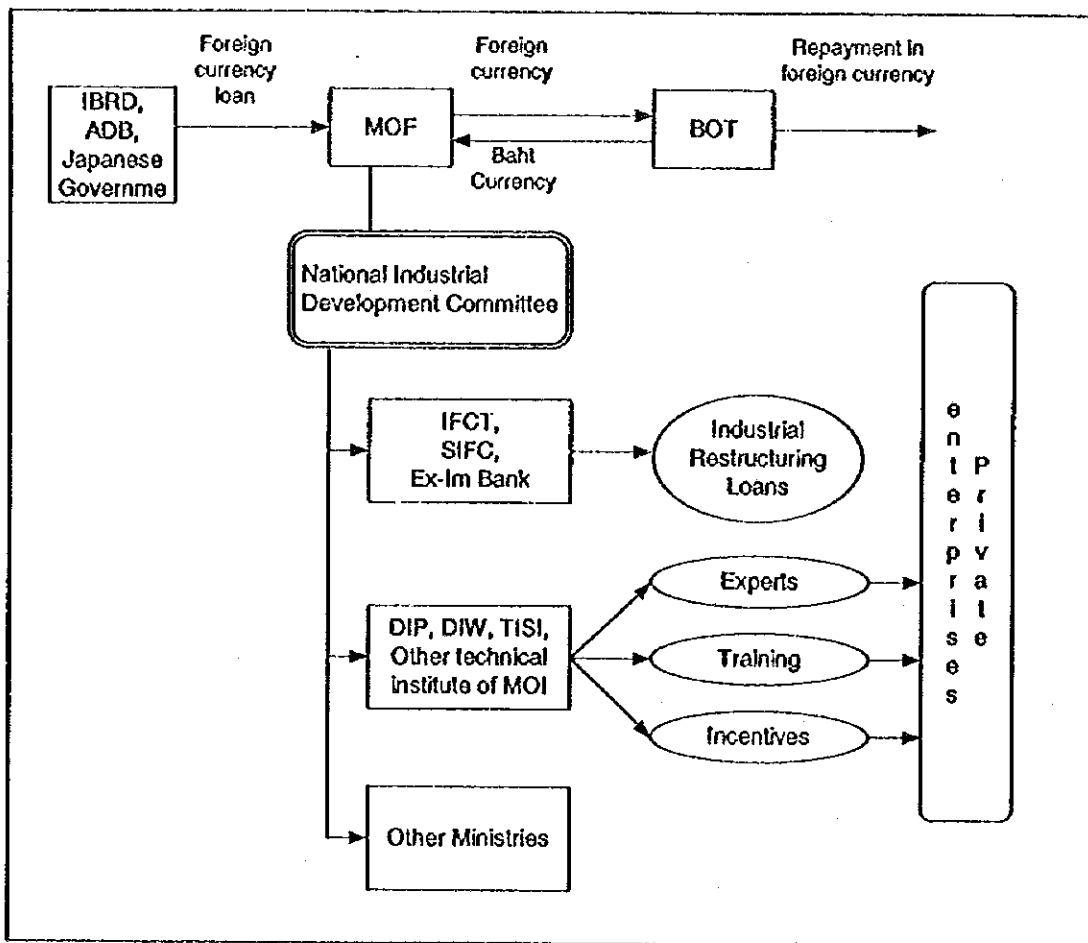 Foreign
currency
loan
Foreign
currency
Repayment in
foreign currency
IBRD,
ADB,
Japanese
Governme
MOF
BOT
Baht
Currency
National Industrial
Development Committee
IFCT,
SIFC,
Ex-Im Bank
Industrial
Restructuring
Loans
Private
enterprises
DIP, DIW, TISI,
Other technical
institute of MOI
Experts
Training
Incentives
Other Ministries